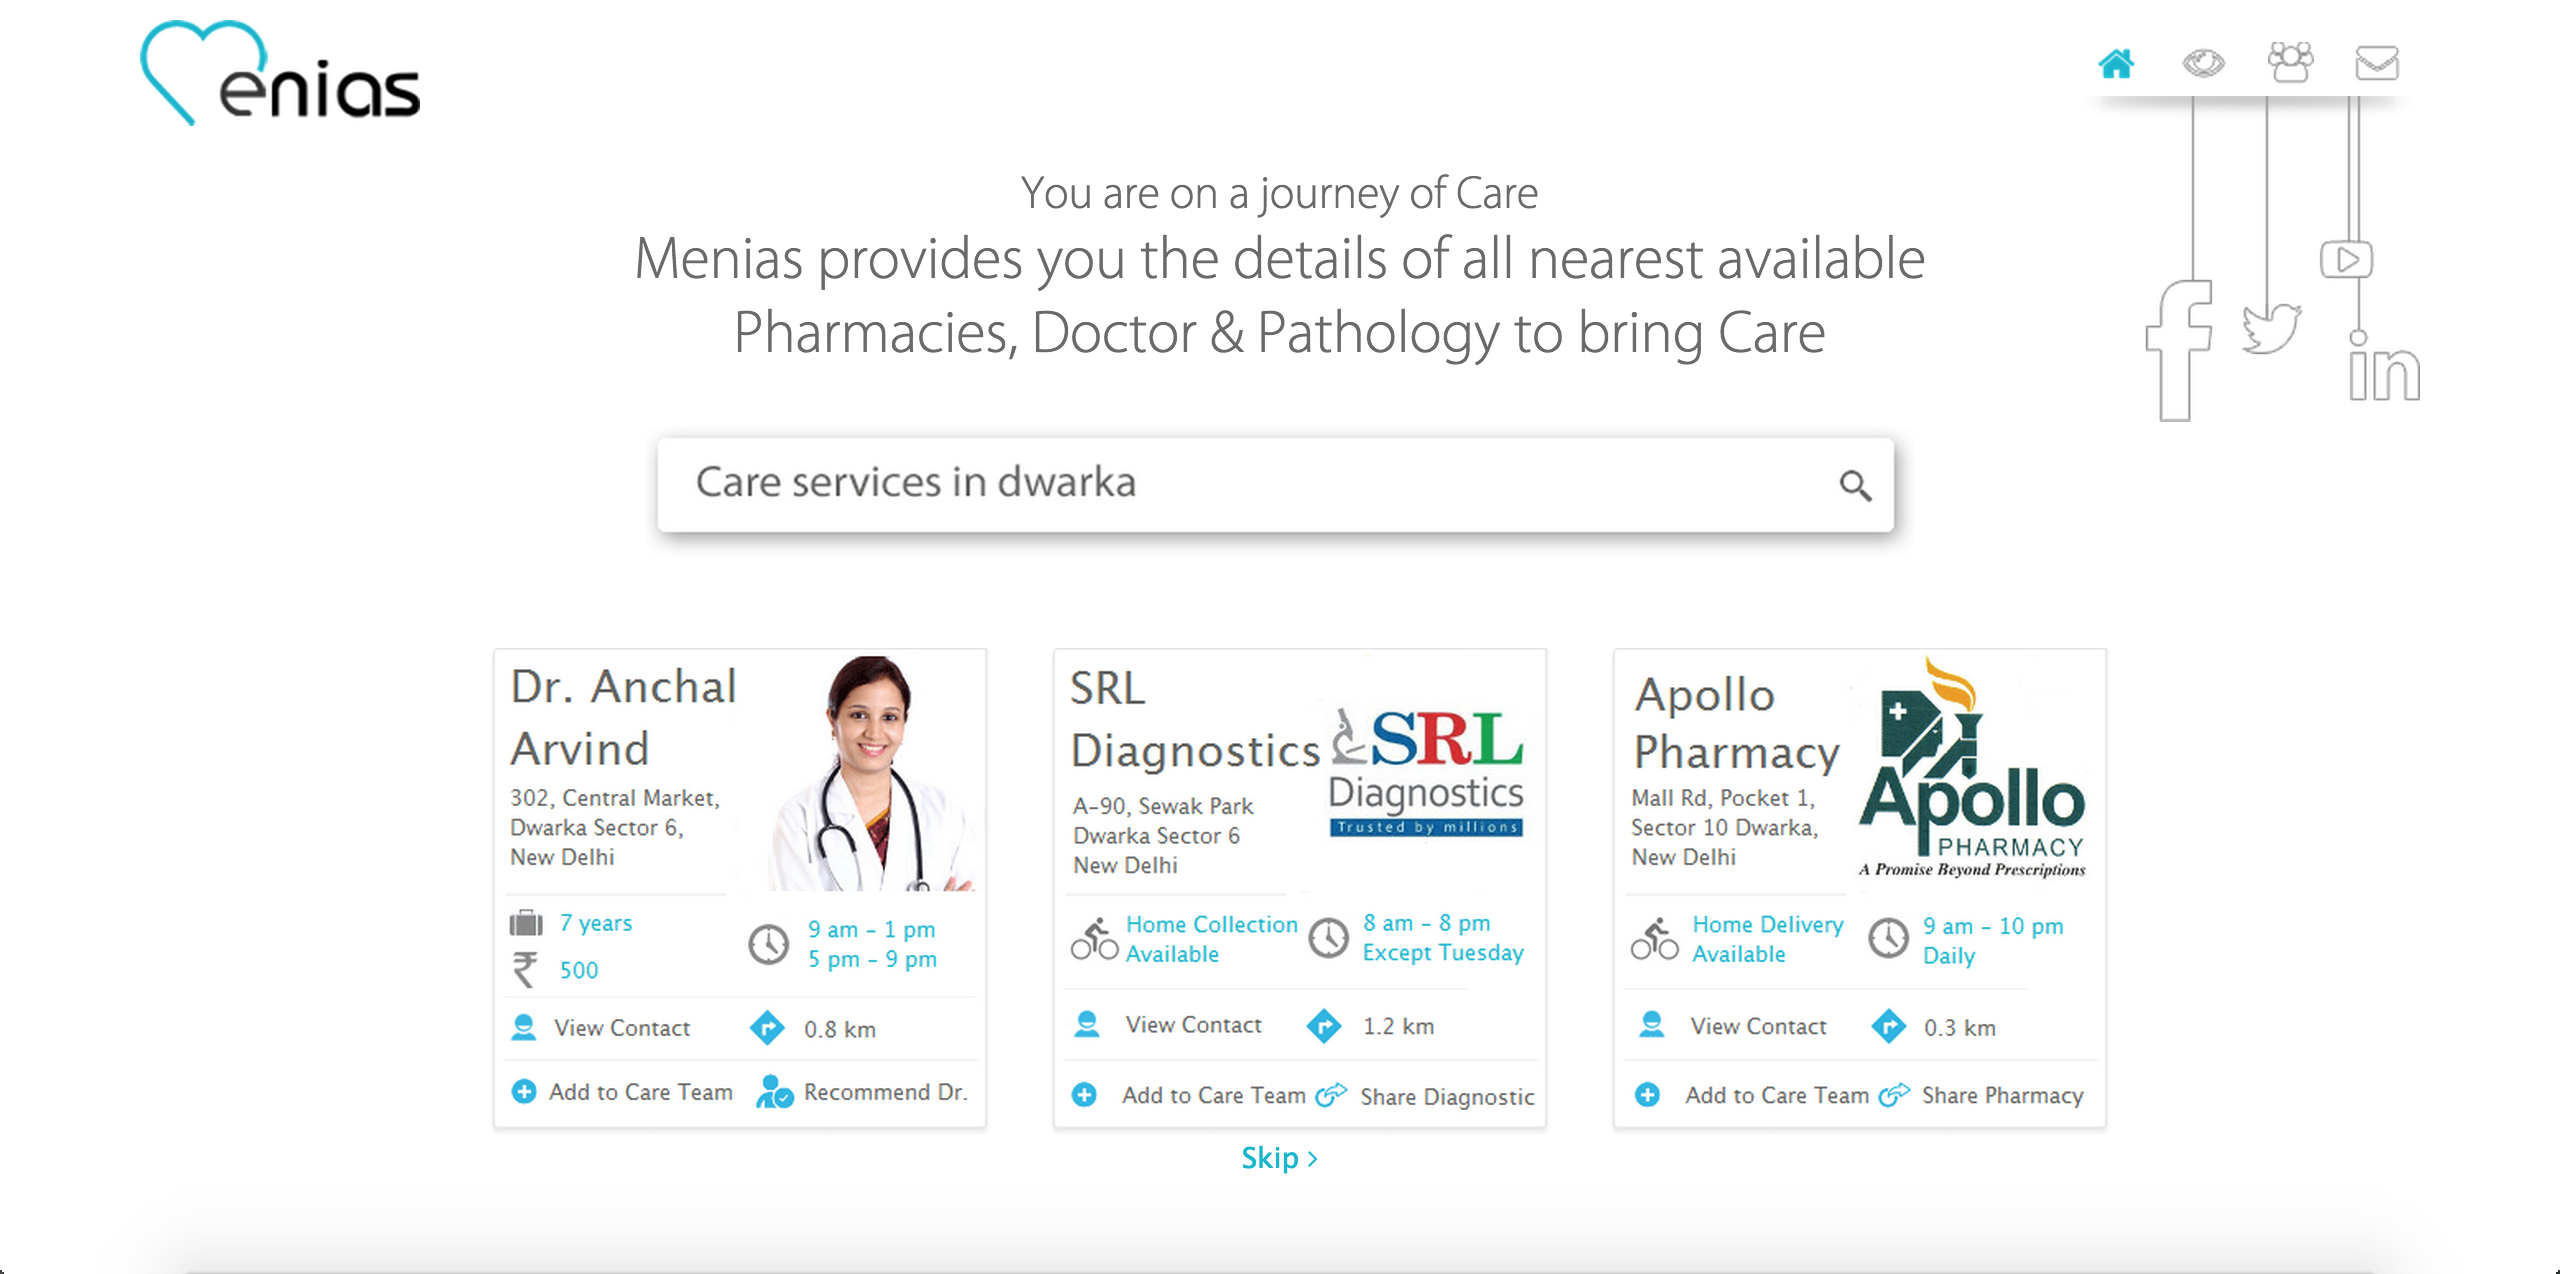 Menias
You are on a journey of Care
Menias provides you the details of all nearest available
Pharmacies, Doctor & Pathology to bring Care
Care services in dwarka
Dr. Anchal
Arvind
302, Central Market,
Dwarka Sector 6,
New Delhi
7 years
500
9 am - 1 pm
5 pm - 9 pm
View Contact
0.8 km
Add to Care Team
Recommend Dr.
SRL
Diagnostics
A-90, Sewak Park
Dwarka Sector 6
New Delhi
SRL
Diagnostics
Trusted by millions
Home Collection
Available
8 am - 8 pm
Except Tuesday
View Contact
1.2 km
Add to Care Team
Share Diagnostic
Apollo
Pharmacy
Mall Rd, Pocket 1,
Sector 10 Dwarka,
New Delhi
Apollo
PHARMACY
A Promise Beyond Prescriptions
Home Delivery
Available
9 am - 10 pm
Daily
View Contact
0.3 km
Add to Care Team
Share Pharmacy
Skip >